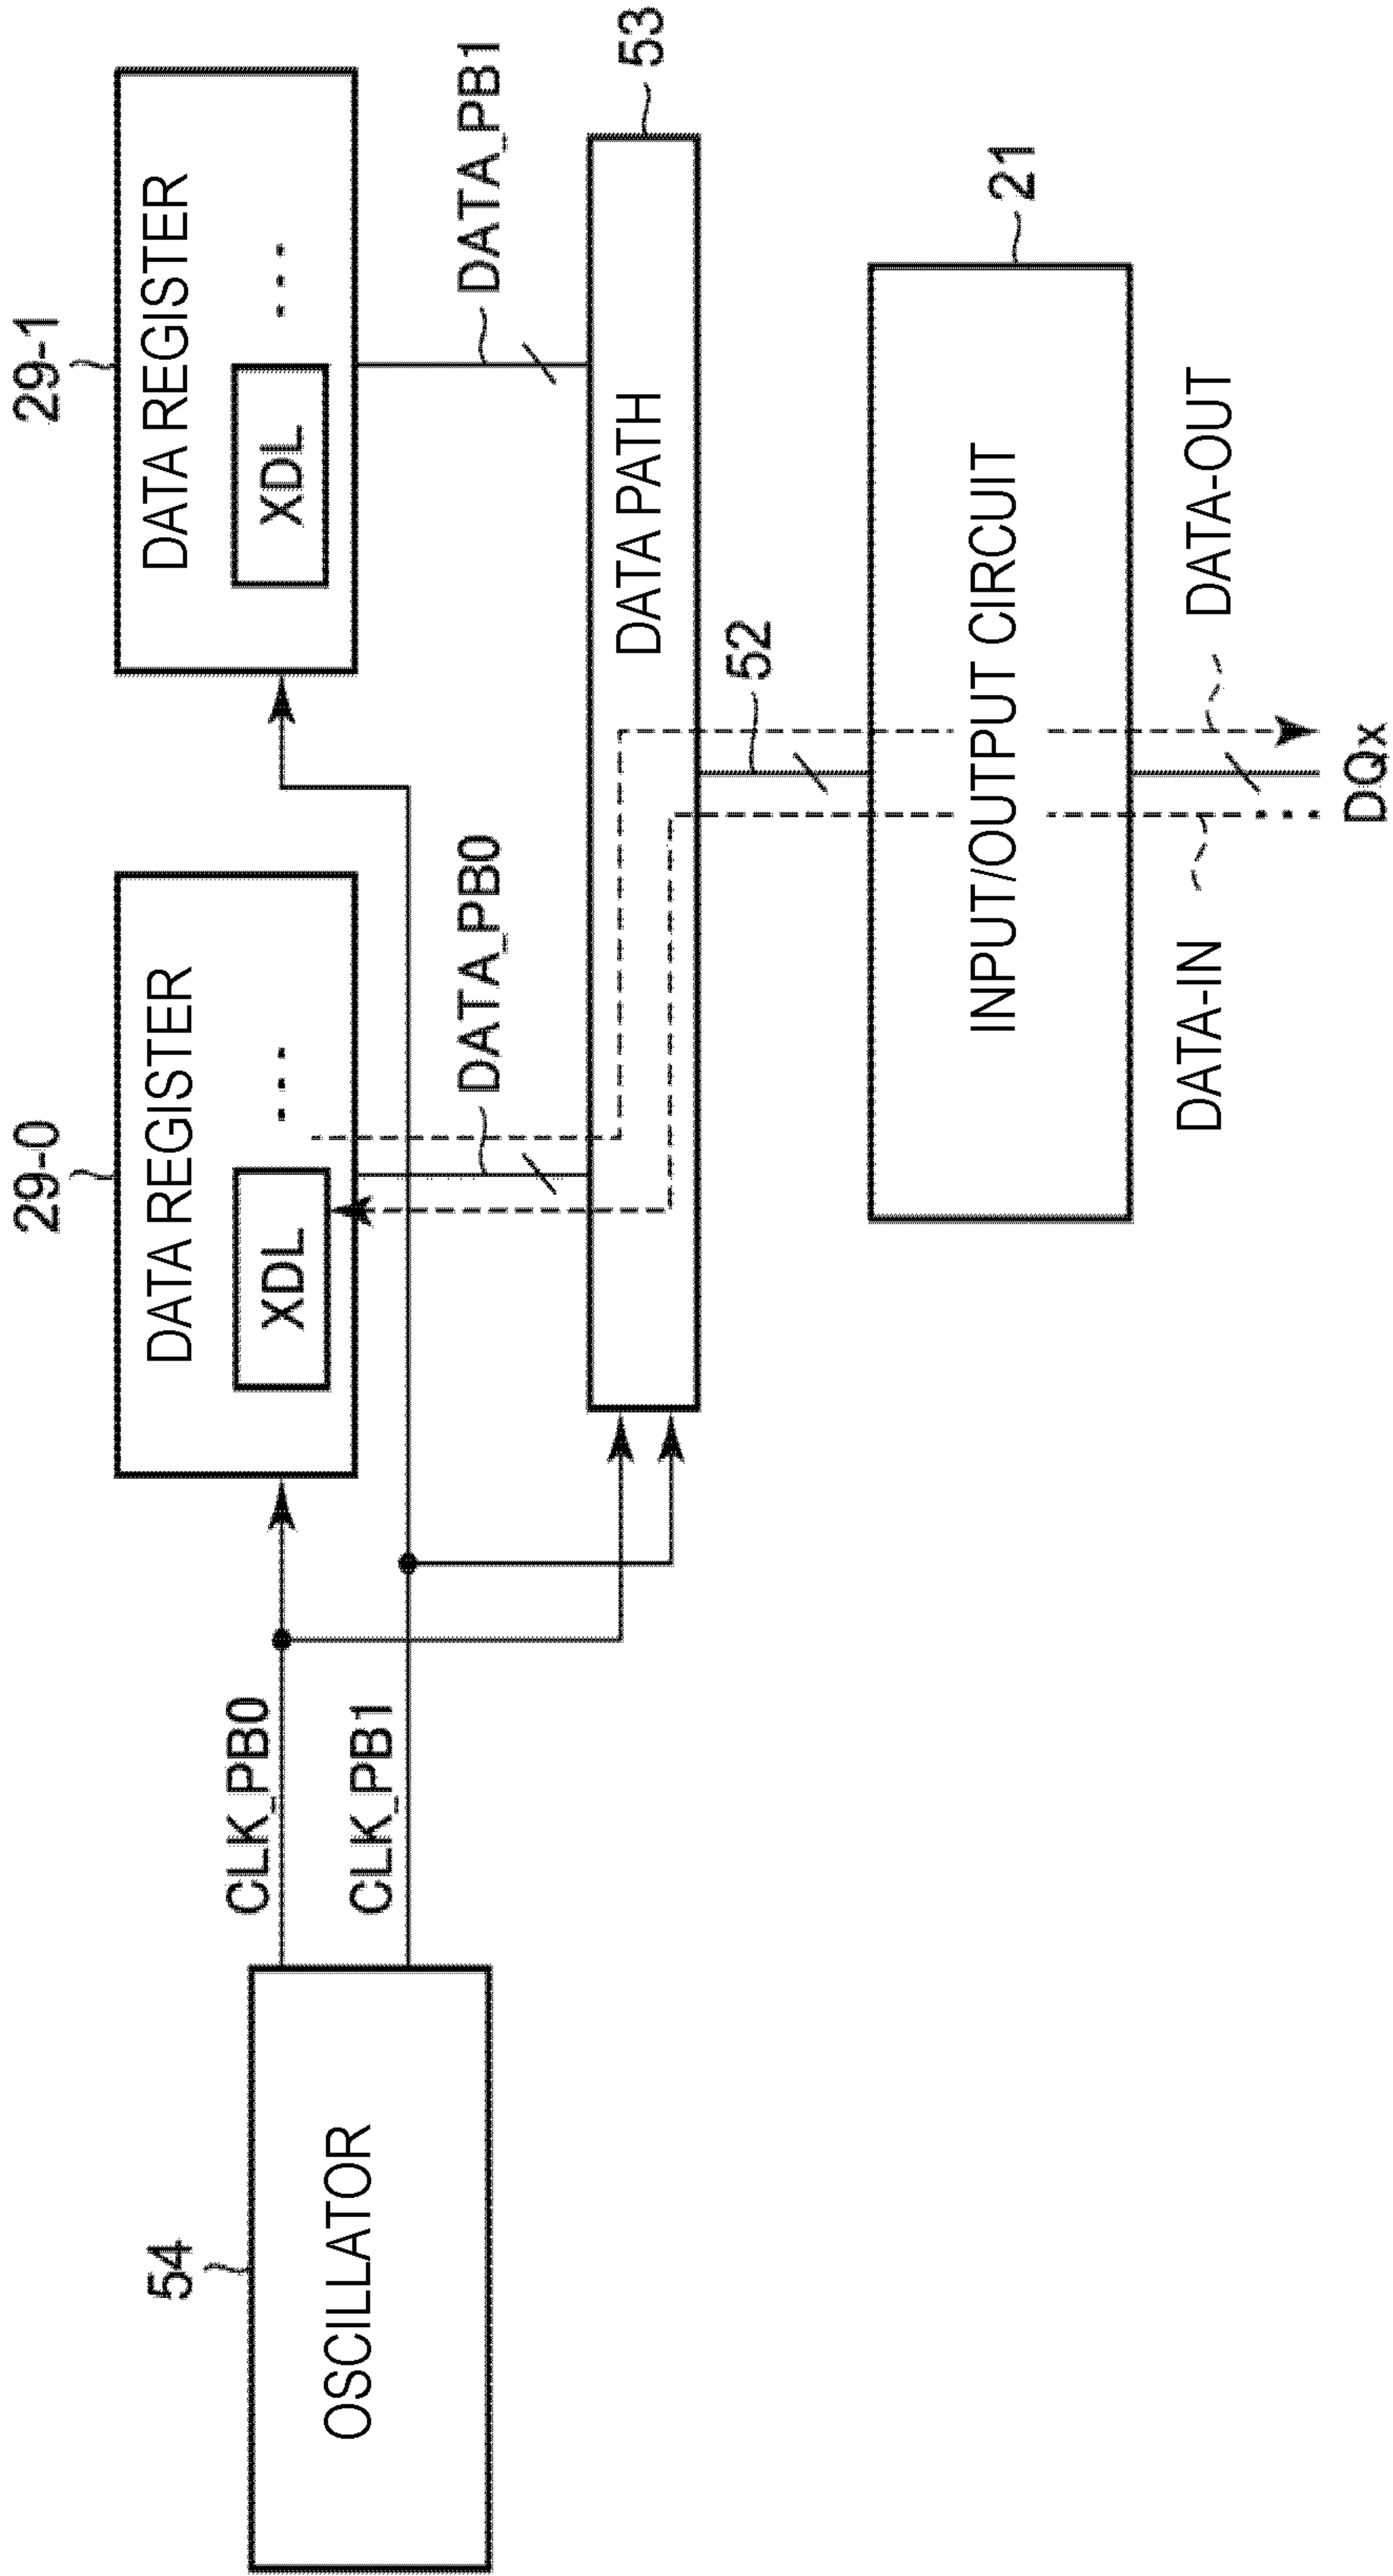 29-0
29-1
DATA REGISTER
DATA REGISTER
XDL
...
XDL
...
54
CLK_PB0
CLK_PB1
OSCILLATOR
DATA_PB0
DATA_PB1
53
DATA PATH
52
21
INPUT/OUTPUT CIRCUIT
DATA-IN
DATA-OUT
...
DQx